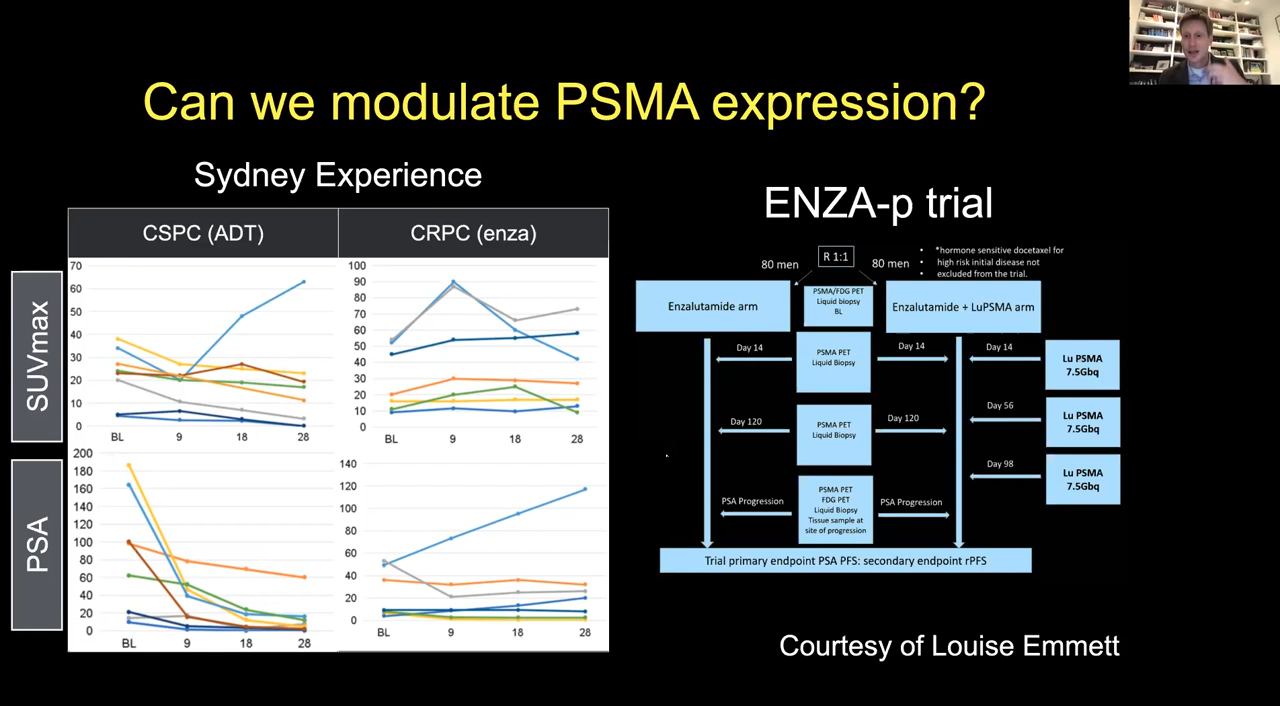 Can we modulate PSMA expression?
Sydney Experience
CSPC (ADT)
CRPC (enza)
SUVmax
70
60
50
40
30
20
10
0
BL 9 18 28
100
90
80
70
60
50
40
30
20
10
0
BL 9 18 28
PSA
200
180
160
140
120
100
80
60
40
20
0
BL 9 18 28
140
120
100
80
60
40
20
0
BL 9 18 28
ENZA-p trial
80 men
R 1:1
80 men
• *hormone sensitive docetaxel for
• high risk initial disease not
• excluded from the trial.
Enzalutamide arm
PSMA/FDG PET
Liquid biopsy
BL
Enzalutamide + LuPSMA arm
Day 14
PSMA PET
Liquid Biopsy
Day 14
Day 14
Lu PSMA
7.5Gbq
Day 120
PSMA PET
Liquid Biopsy
Day 120
Day 56
Lu PSMA
7.5Gbq
Day 98
Lu PSMA
7.5Gbq
PSA Progression
PSMA PET
FDG PET
Liquid Biopsy
Tissue sample at
site of progression
PSA Progression
Trial primary endpoint PSA PFS: secondary endpoint rPFS
Courtesy of Louise Emmett